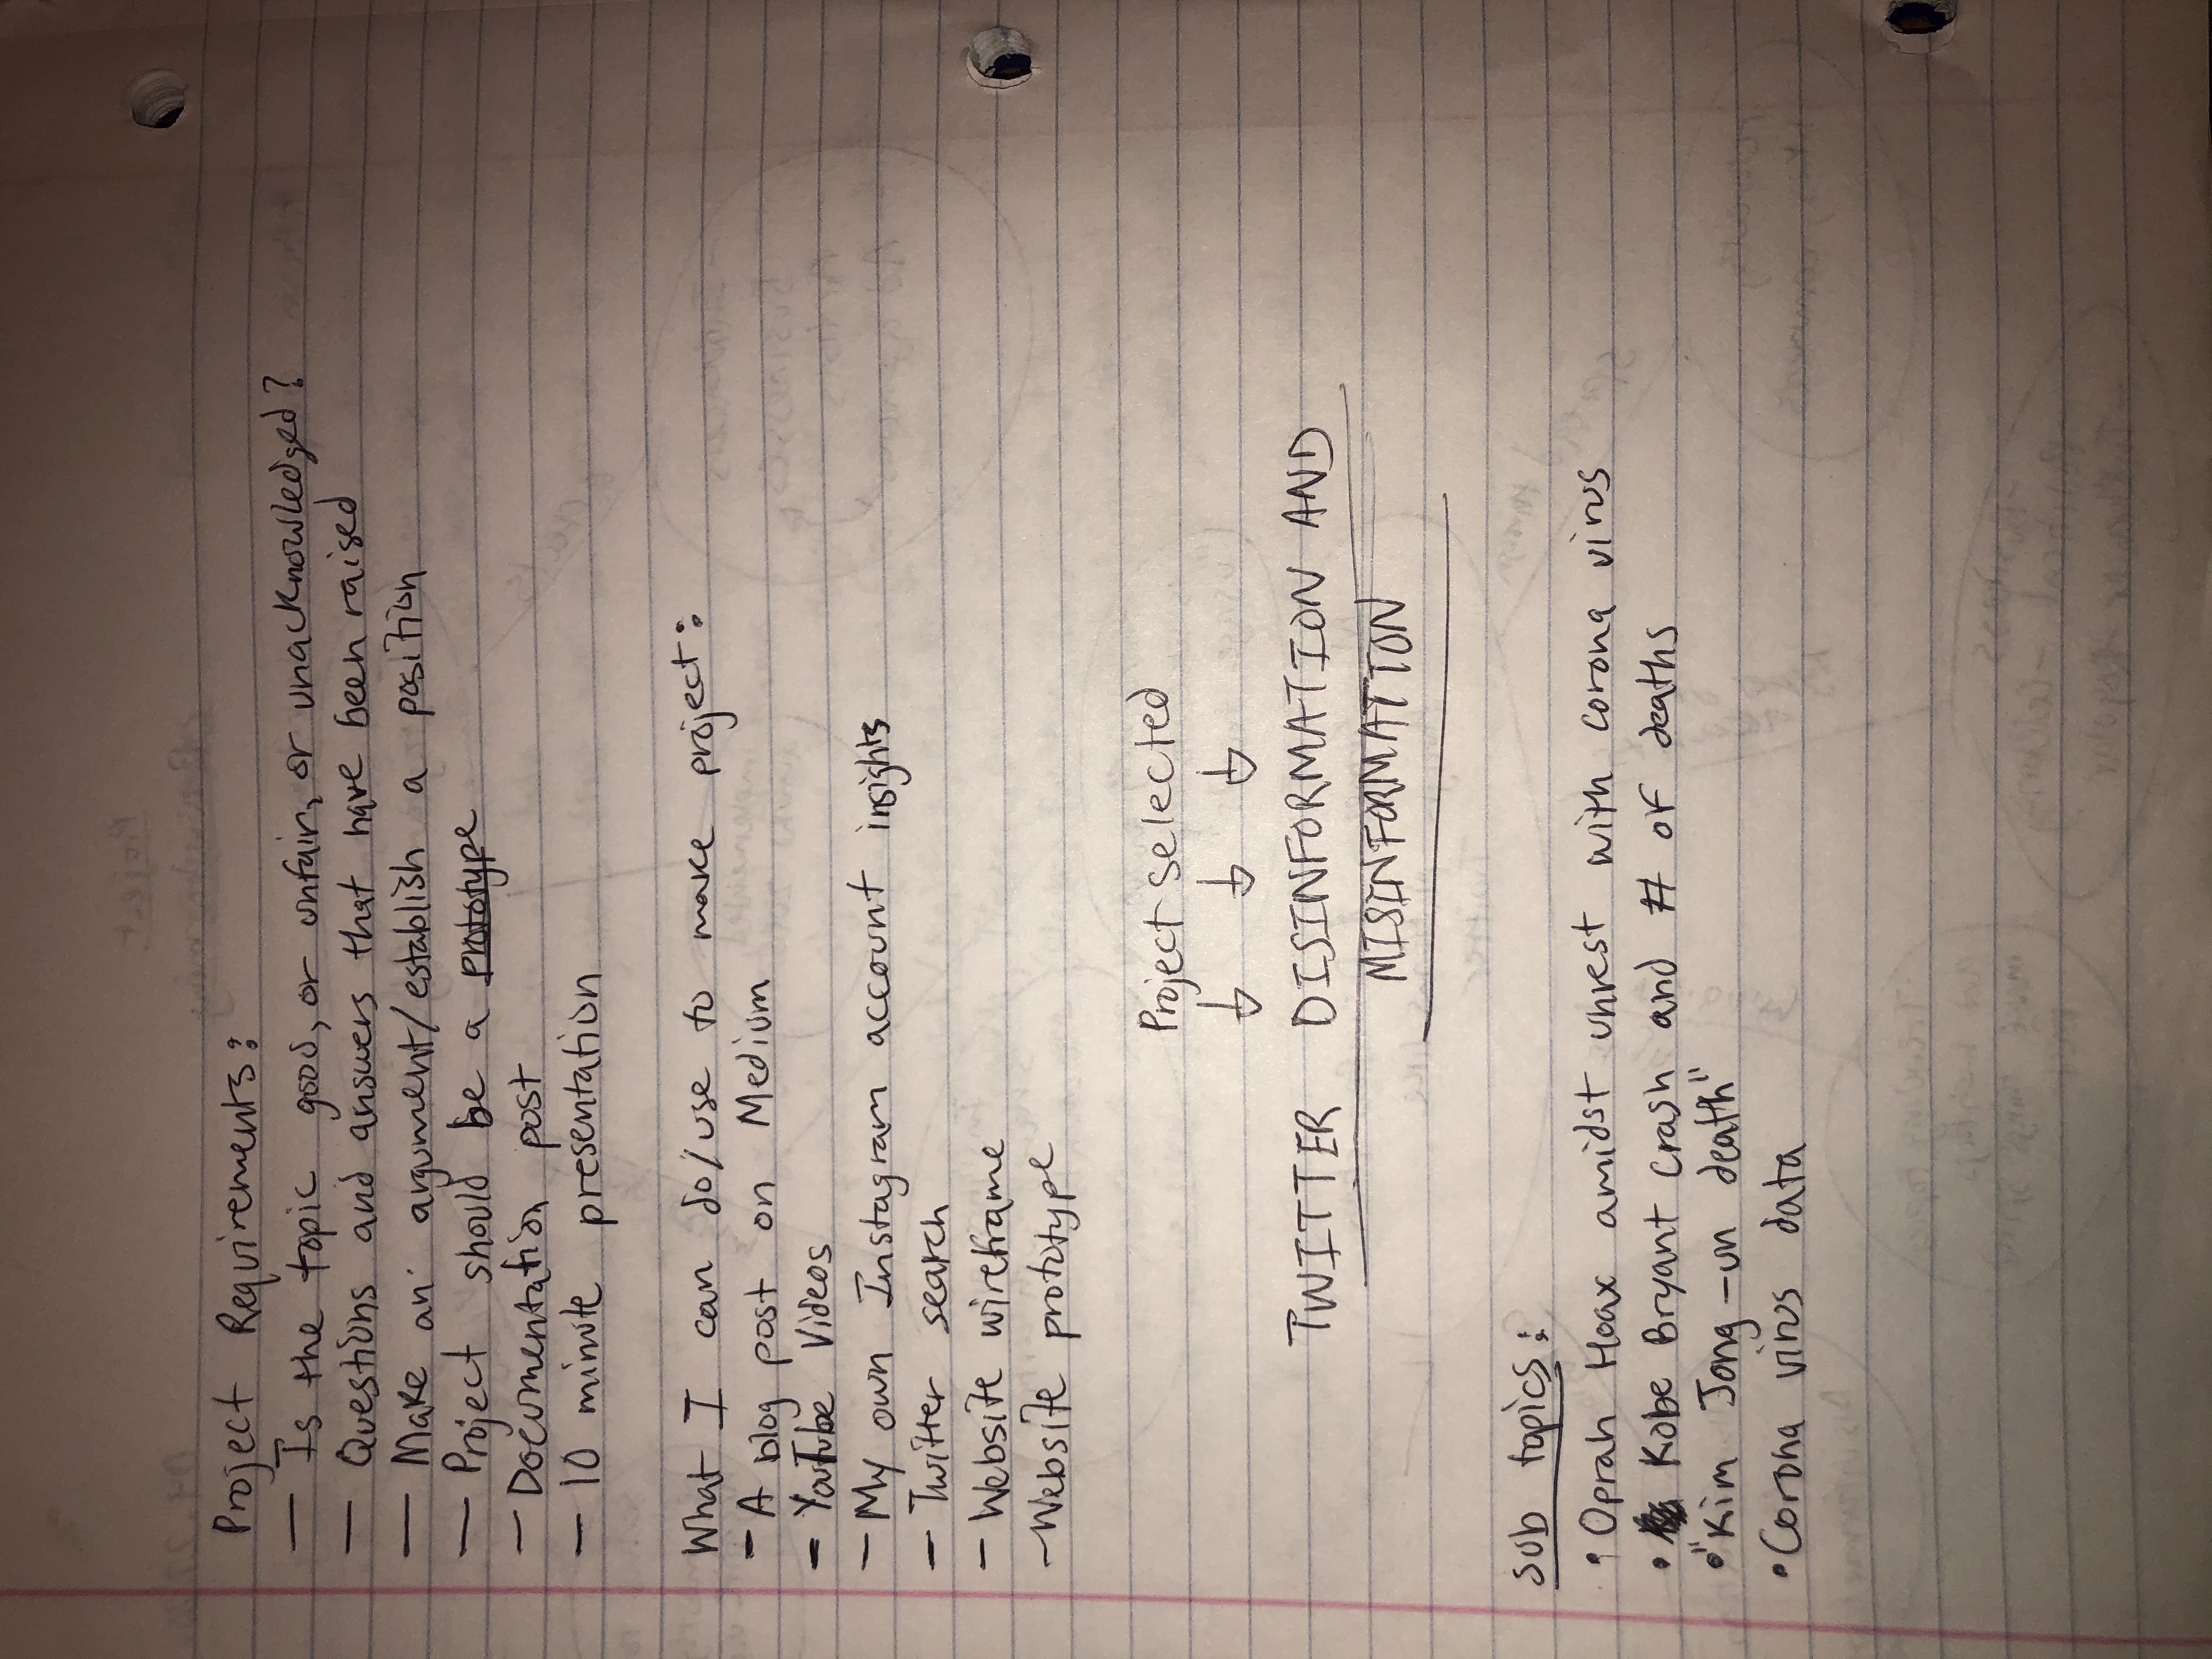 Project Requirements:
— Is the topic good, or unfair, or unacknowledged?
— Questions and answers that have been raised
— Make an argument/establish a position
— Project should be a prototype
— Documentation post
— 10 minute presentation
What I can do/use to make project:
- A blog post on Medium
- YouTube Videos
- My own Instagram account insights
- Twitter search
- Website wireframe
- Website prototype
Project selected
↓ ↓ ↓
TWITTER DISINFORMATION AND
MISINFORMATION
Sub topics:
• Oprah Hoax amidst unrest with corona virus
• Kobe Bryant crash and # of deaths
• "Kim Jong-un death"
• Corona virus data